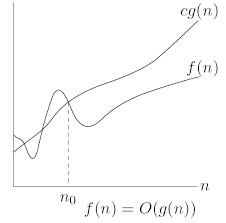 cg(n)
f(n)
n
n₀
f(n) = O(g(n))